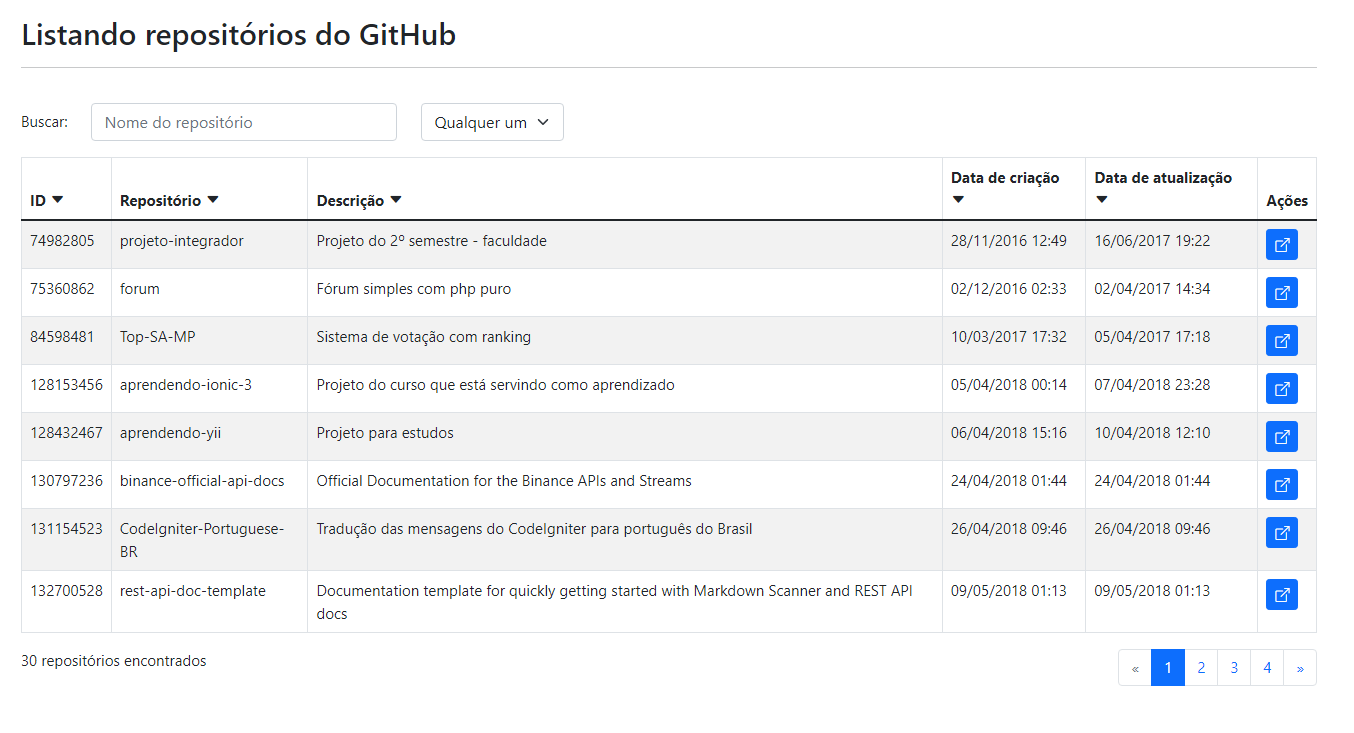 Listando repositórios do GitHub
Buscar: Nome do repositório Qualquer um
ID ▼ Repositório ▼ Descrição ▼ Data de criação ▼ Data de atualização ▼ Ações
74982805 projeto-integrador Projeto do 2º semestre - faculdade 28/11/2016 12:49 16/06/2017 19:22
75360862 forum Fórum simples com php puro 02/12/2016 02:33 02/04/2017 14:34
84598481 Top-SA-MP Sistema de votação com ranking 10/03/2017 17:32 05/04/2017 17:18
128153456 aprendendo-ionic-3 Projeto do curso que está servindo como aprendizado 05/04/2018 00:14 07/04/2018 23:28
128432467 aprendendo-yii Projeto para estudos 06/04/2018 15:16 10/04/2018 12:10
130797236 binance-official-api-docs Official Documentation for the Binance APIs and Streams 24/04/2018 01:44 24/04/2018 01:44
131154523 CodeIgniter-Portuguese- Tradução das mensagens do CodeIgniter para português do Brasil 26/04/2018 09:46 26/04/2018 09:46
BR
132700528 rest-api-doc-template Documentation template for quickly getting started with Markdown Scanner and REST API 09/05/2018 01:13 09/05/2018 01:13
docs
30 repositórios encontrados « 1 2 3 4 »